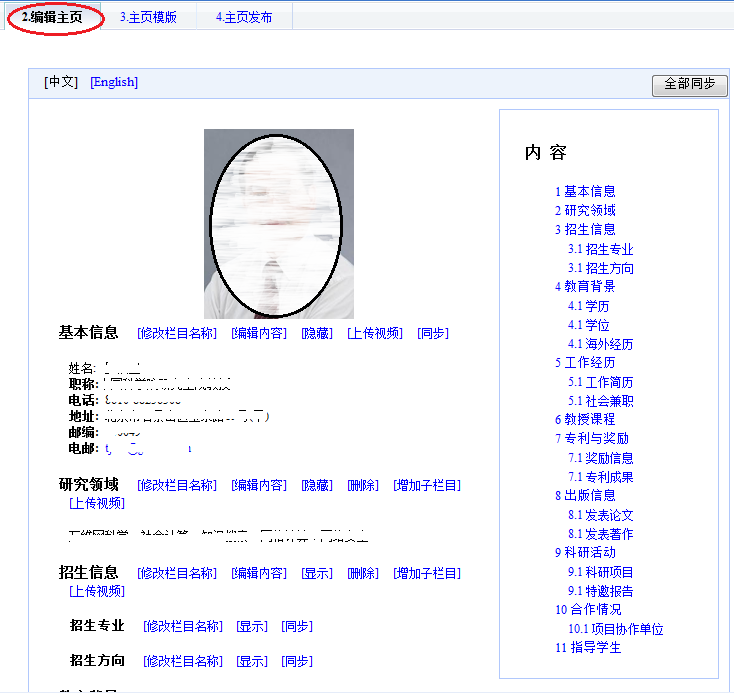 2.编辑主页 3.主页模版 4.主页发布
[中文] [English] 全部同步
基本信息 [修改栏目名称] [编辑内容] [隐藏] [上传视频] [同步]
姓名:
职称:
电话:
地址:
邮编:
电邮:
研究领域 [修改栏目名称] [编辑内容] [隐藏] [删除] [增加子栏目]
[上传视频]
招生信息 [修改栏目名称] [编辑内容] [显示] [删除] [增加子栏目]
[上传视频]
招生专业 [修改栏目名称] [显示] [同步]
招生方向 [修改栏目名称] [显示] [同步]
内 容
1 基本信息
2 研究领域
3 招生信息
3.1 招生专业
3.1 招生方向
4 教育背景
4.1 学历
4.1 学位
4.1 海外经历
5 工作经历
5.1 工作简历
5.1 社会兼职
6 教授课程
7 专利与奖励
7.1 奖励信息
7.1 专利成果
8 出版信息
8.1 发表论文
8.1 发表著作
9 科研活动
9.1 科研项目
9.1 特邀报告
10 合作情况
10.1 项目协作单位
11 指导学生